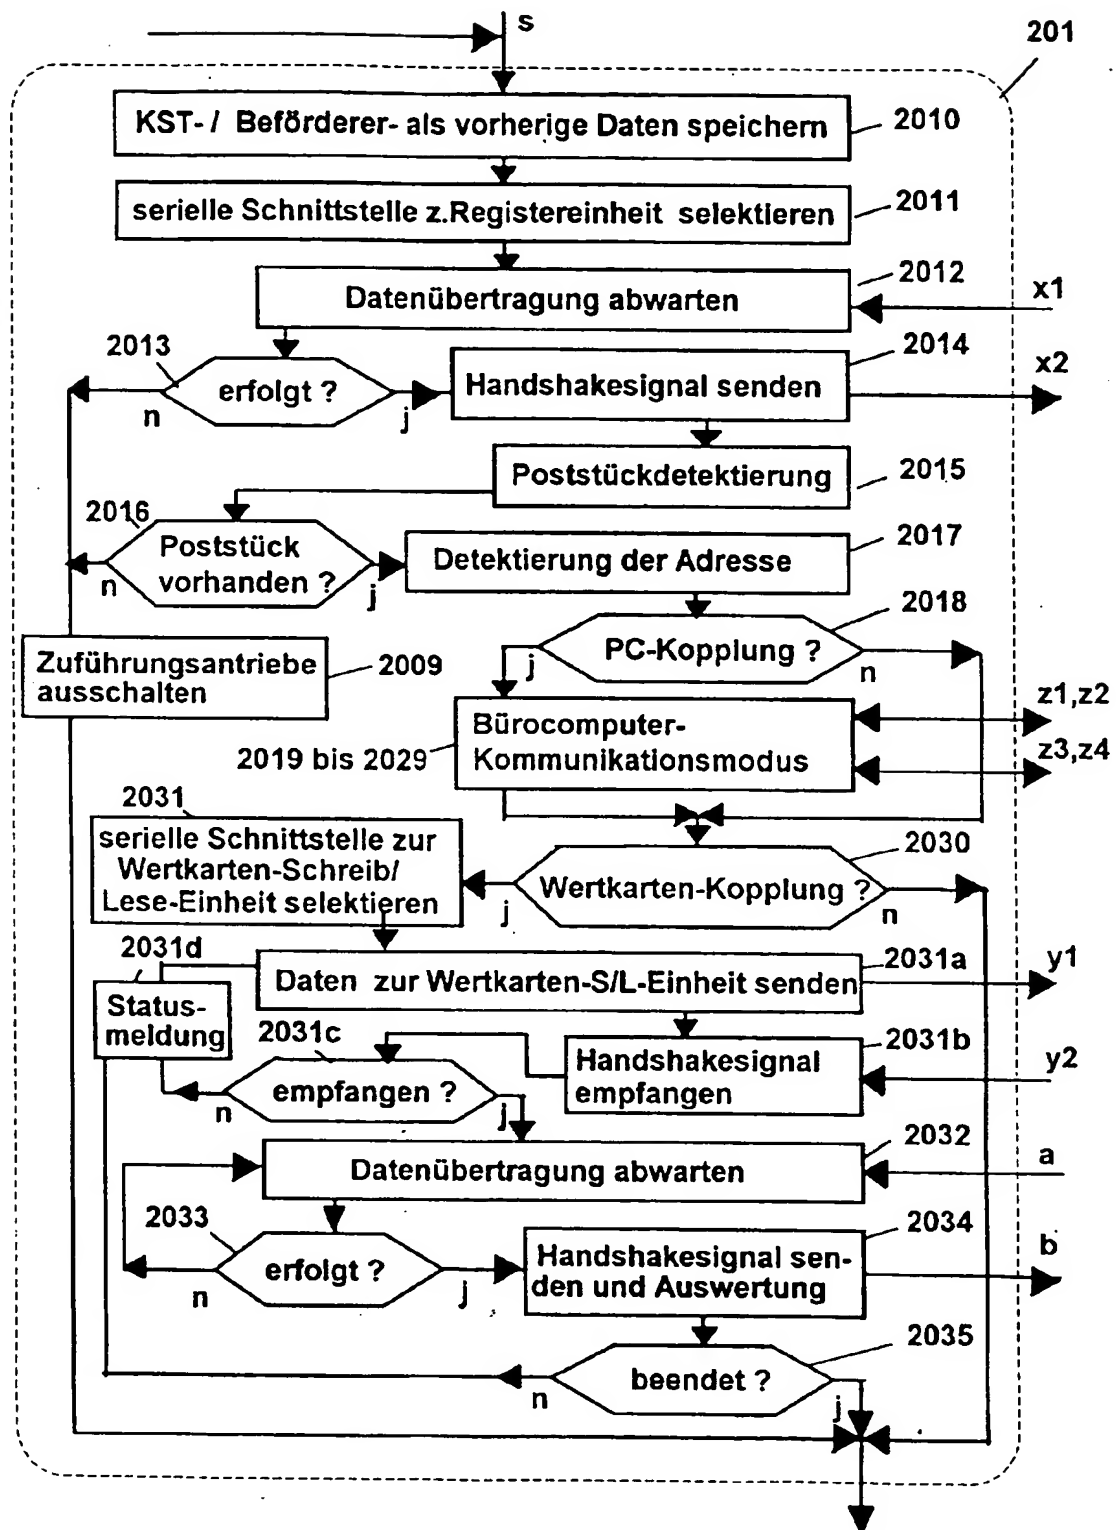 s
201
KST- / Beförderer- als vorherige Daten speichern
2010
serielle Schnittstelle z.Registereinheit selektieren
2011
2012
Datenübertagung abwarten
x1
2013
erfolgt ?
n
j
2014
Handshakesignal senden
x2
Poststückdetektierung
2015
2016
Poststück
vorhanden ?
n
j
2017
Detektierung der Adresse
2018
PC-Kopplung ?
j
n
Zuführungsantriebe
ausschalten
2009
Bürocomputer-
Kommunikationsmodus
2019 bis 2029
z1,z2
z3,z4
2031
serielle Schnittstelle zur
Wertkarten-Schreib/
Lese-Einheit selektieren
2030
Wertkarten-Kopplung ?
j
n
2031d
Status-
meldung
2031a
Daten zur Wertkarten-S/L-Einheit senden
y1
2031c
empfangen ?
n
j
2031b
Handshakesignal
empfangen
y2
2032
Datenübertragung abwarten
a
2033
erfolgt ?
n
j
2034
Handshakesignal sen-
den und Auswertung
b
2035
beendet ?
n
j